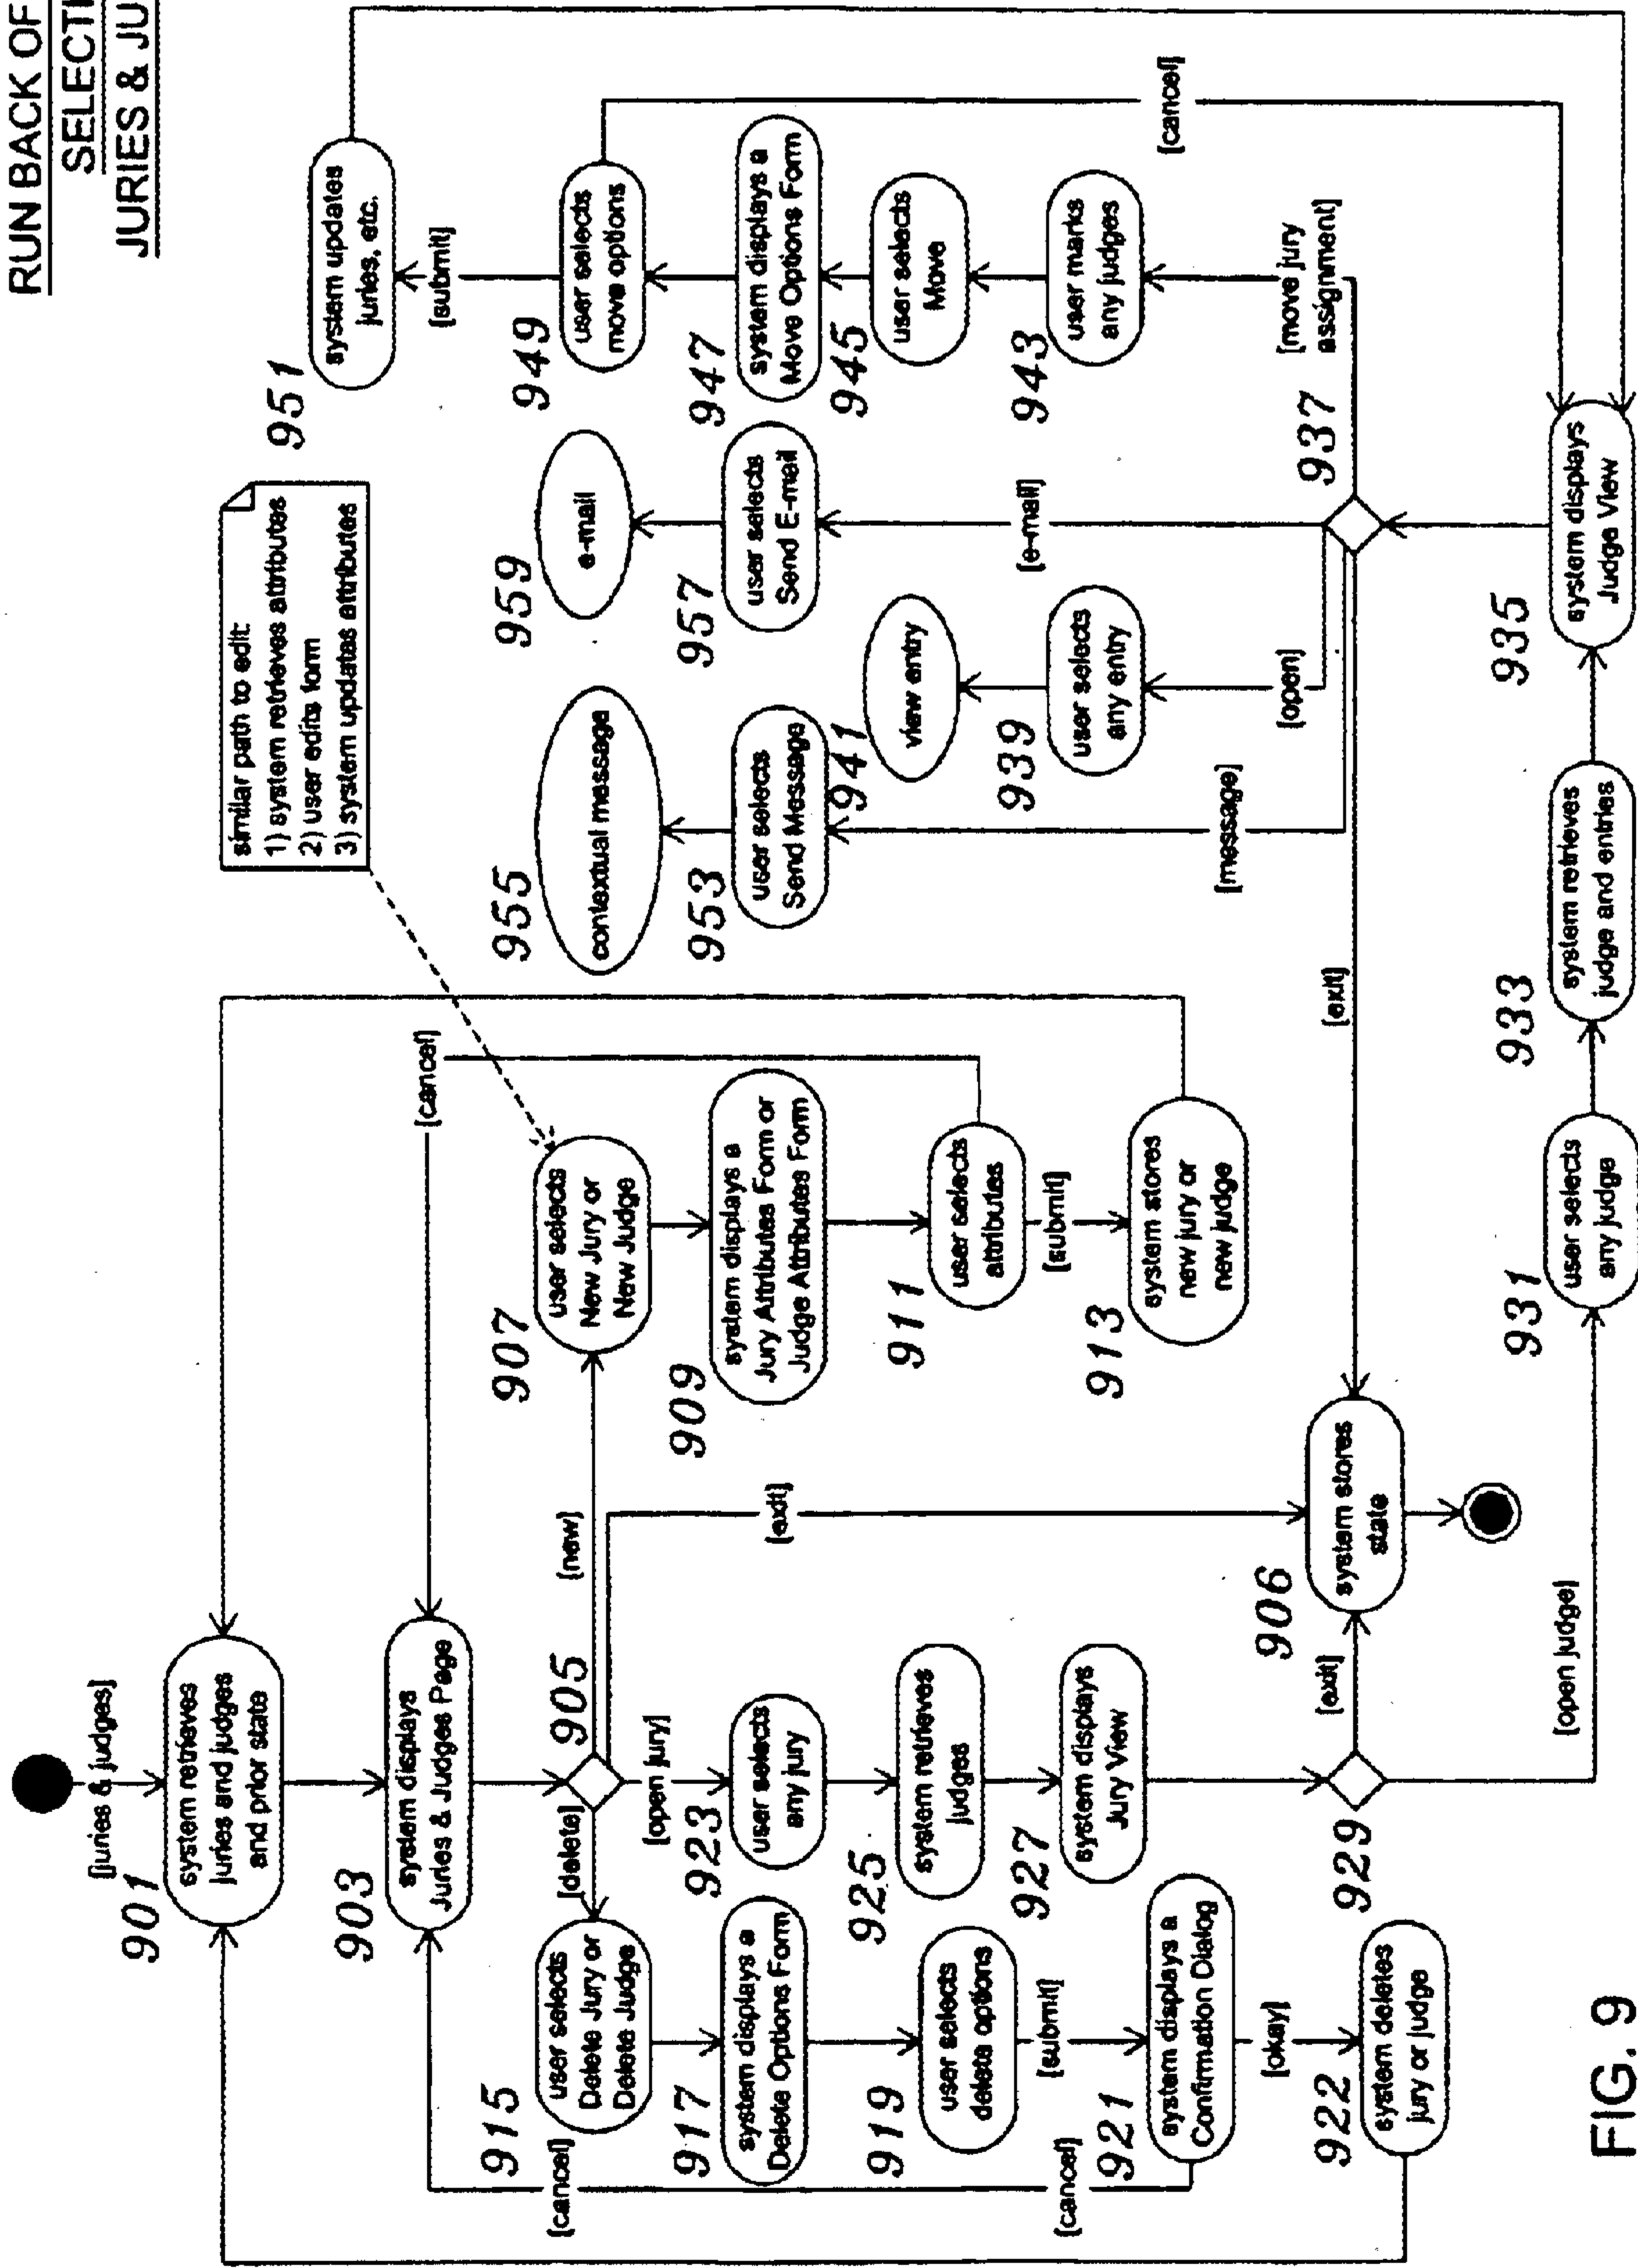 RUN BACK OF
SELECTI
JURIES & JU
[juries & judges]
901
system retrieves
juries and judges
and prior state
903
system displays
Juries & Judges Page
905
[new]
[delete]
[open jury]
[exit]
[cancel]
907
user selects
New Jury or
New Judge
similar path to edit:
1) system retrieves attributes
2) user edits form
3) system updates attributes
909
system displays a
Jury Attributes Form or
Judge Attributes Form
911
user selects
attributes
[submit]
913
system stores
new jury or
new judge
915
user selects
Delete Jury or
Delete Judge
[cancel]
917
system displays a
Delete Options Form
919
user selects
delete options
[submit]
921
system displays a
Confirmation Dialog
[cancel]
[okay]
922
system deletes
jury or judge
923
user selects
any jury
925
system retrieves
judges
927
system displays
Jury View
929
[exit]
906
system stores
state
[open judge]
931
user selects
any judge
933
system retrieves
judge and entries
935
system displays
Judge View
937
[exit]
[message]
[open]
[e-mail]
[move jury
assignment]
939
user selects
any entry
941
view entry
943
user marks
any judges
945
user selects
Move
947
system displays a
Move Options Form
949
user selects
move options
[submit]
[cancel]
951
system updates
juries, etc.
953
user selects
Send Message
955
contextual message
957
user selects
Send E-mail
959
e-mail
FIG. 9